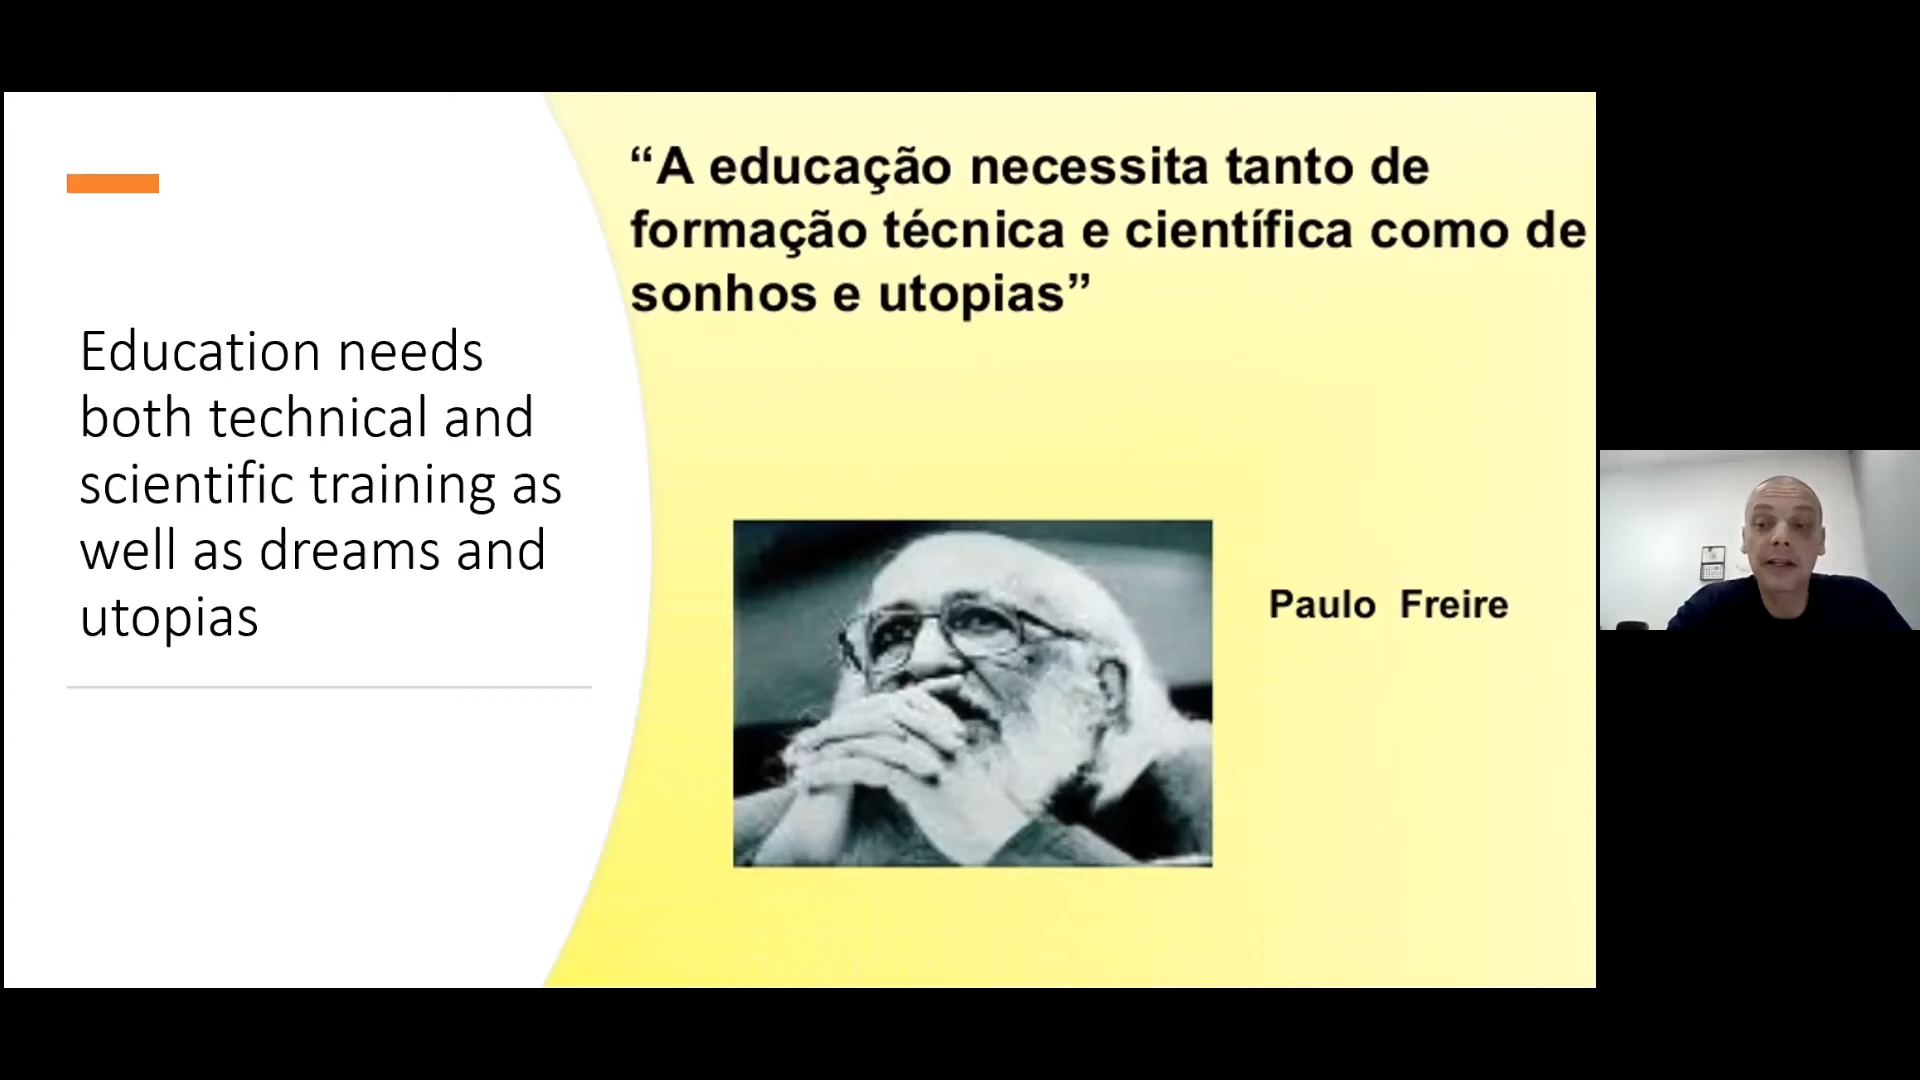 Education needs
both technical and
scientific training as
well as dreams and
utopias
“A educação necessita tanto de
formação técnica e científica como de
sonhos e utopias”
Paulo Freire